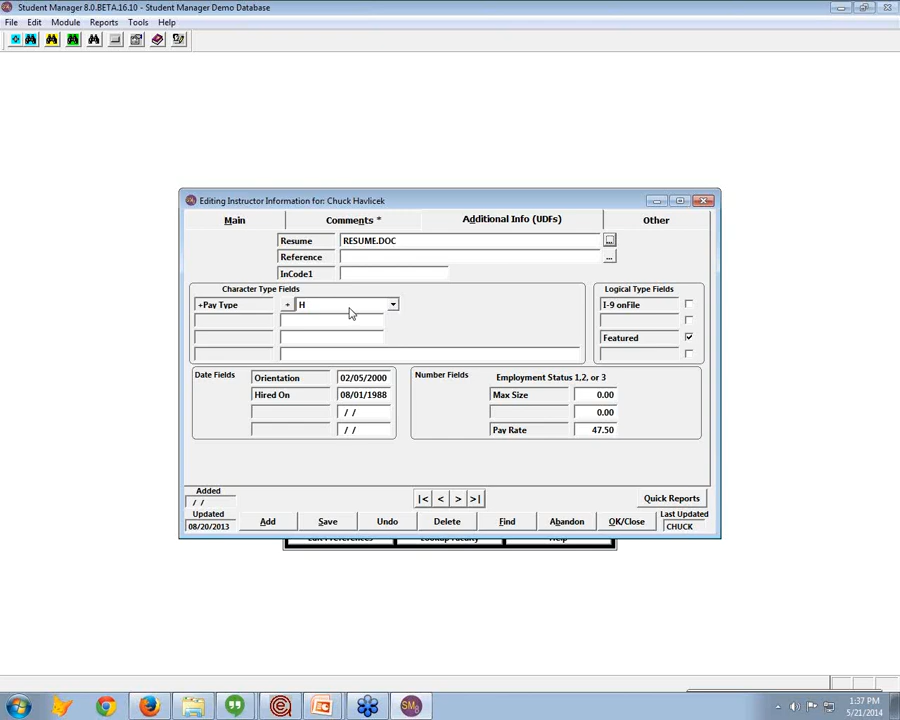 Student Manager 8.0.BETA.16.10 - Student Manager Demo Database
File Edit Module Reports Tools Help
Editing Instructor Information for: Chuck Havlicek
Main Comments * Additional Info (UDFs) Other
Resume RESUME.DOC ...
Reference ...
InCode1
Character Type Fields Logical Type Fields
+Pay Type + H I-9 onFile
Featured
Date Fields Orientation 02/05/2000 Number Fields Employment Status 1,2, or 3
Hired On 08/01/1988 Max Size 0.00
/ / 0.00
/ / Pay Rate 47.50
Added
/ / |< < > >| Quick Reports
Updated Last Updated
08/20/2013 Add Save Undo Delete Find Abandon OK/Close CHUCK
Edit Preferences Lookup Faculty Help
1:37 PM
5/21/2014